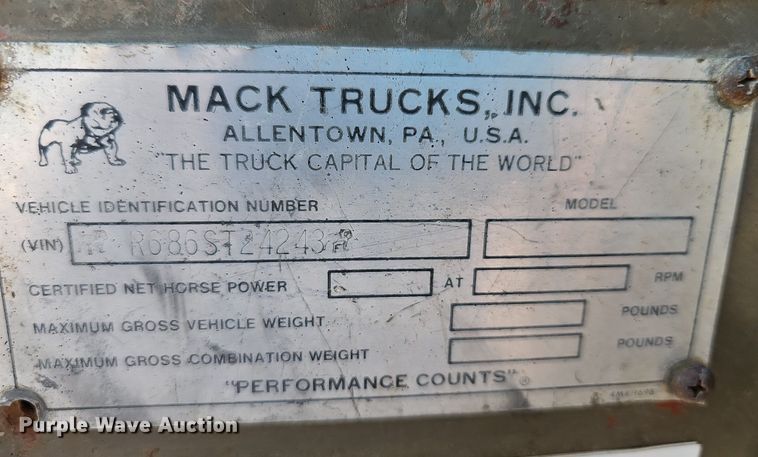 MACK TRUCKS, INC.
ALLENTOWN, PA., U.S.A.
"THE TRUCK CAPITAL OF THE WORLD"
VEHICLE IDENTIFICATION NUMBER MODEL
(VIN) R686ST24243
CERTIFIED NET HORSE POWER AT RPM
MAXIMUM GROSS VEHICLE WEIGHT POUNDS
MAXIMUM GROSS COMBINATION WEIGHT POUNDS
"PERFORMANCE COUNTS"®
Purple Wave Auction